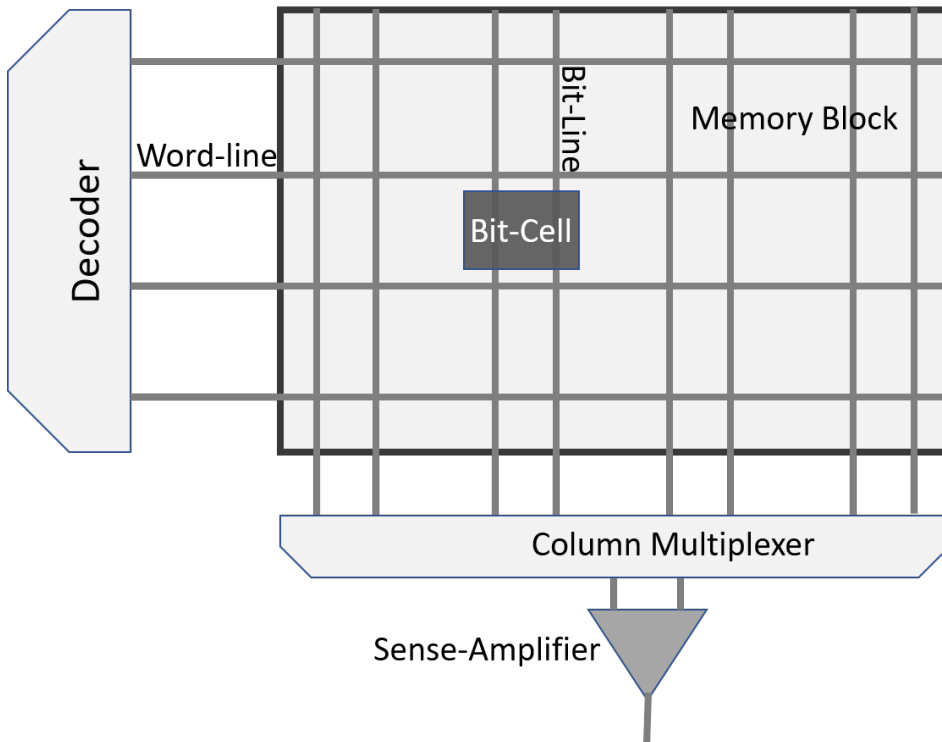 Decoder
Word-line
Bit-Line
Memory Block
Bit-Cell
Column Multiplexer
Sense-Amplifier